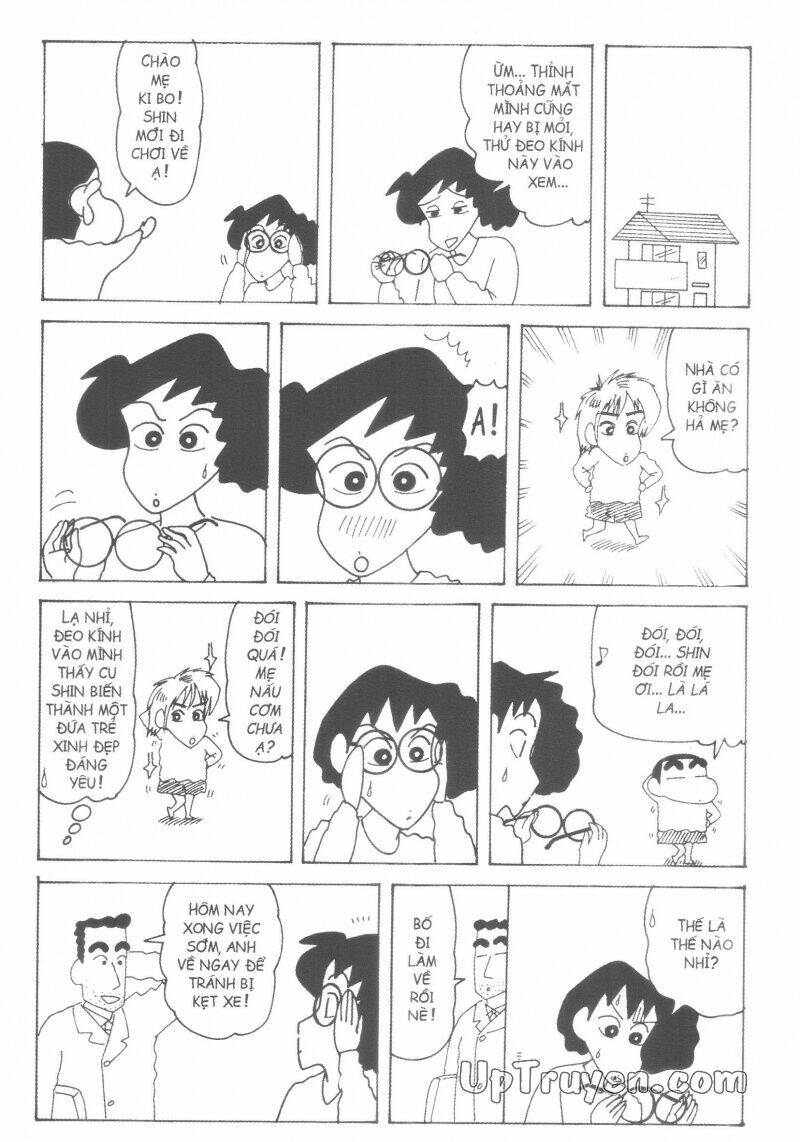 ỪM... THỈNH
THOẢNG MẮT
MÌNH CŨNG
HAY BỊ MỎI,
THỬ ĐEO KÍNH
NÀY VÀO
XEM...
CHÀO
MẸ
KI BO!
SHIN
MỚI ĐI
CHƠI VỀ
Ạ!
NHÀ CÓ
GÌ ĂN
KHÔNG
HẢ MẸ?
A!
ĐÓI, ĐÓI,
ĐÓI... SHIN
ĐÓI RỒI MẸ
ƠI... LÀ LÁ
LA...
ĐÓI
ĐÓI
QUÁ!
MẸ
NẤU
CƠM
CHƯA
Ạ?
LẠ NHỈ,
ĐEO KÍNH
VÀO MÌNH
THẤY CU
SHIN BIẾN
THÀNH MỘT
ĐỨA TRẺ
XINH ĐẸP
ĐÁNG
YÊU!
THẾ LÀ
THẾ NÀO
NHỈ?
BỐ
ĐI
LÀM
VỀ
RỒI
NÈ!
HÔM NAY
XONG VIỆC
SỚM, ANH
VỀ NGAY ĐỂ
TRÁNH BỊ
KẸT XE!
UpTruyen.com